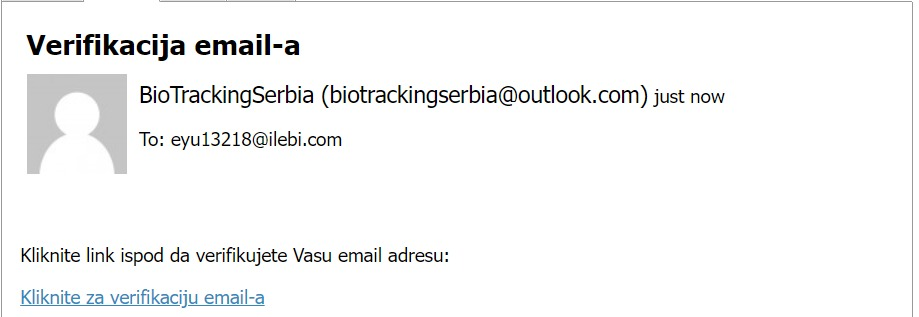 Verifikacija email-a
BioTrackingSerbia (biotrackingserbia@outlook.com) just now
To: eyu13218@ilebi.com
Kliknite link ispod da verifikujete Vasu email adresu:
Kliknite za verifikaciju email-a